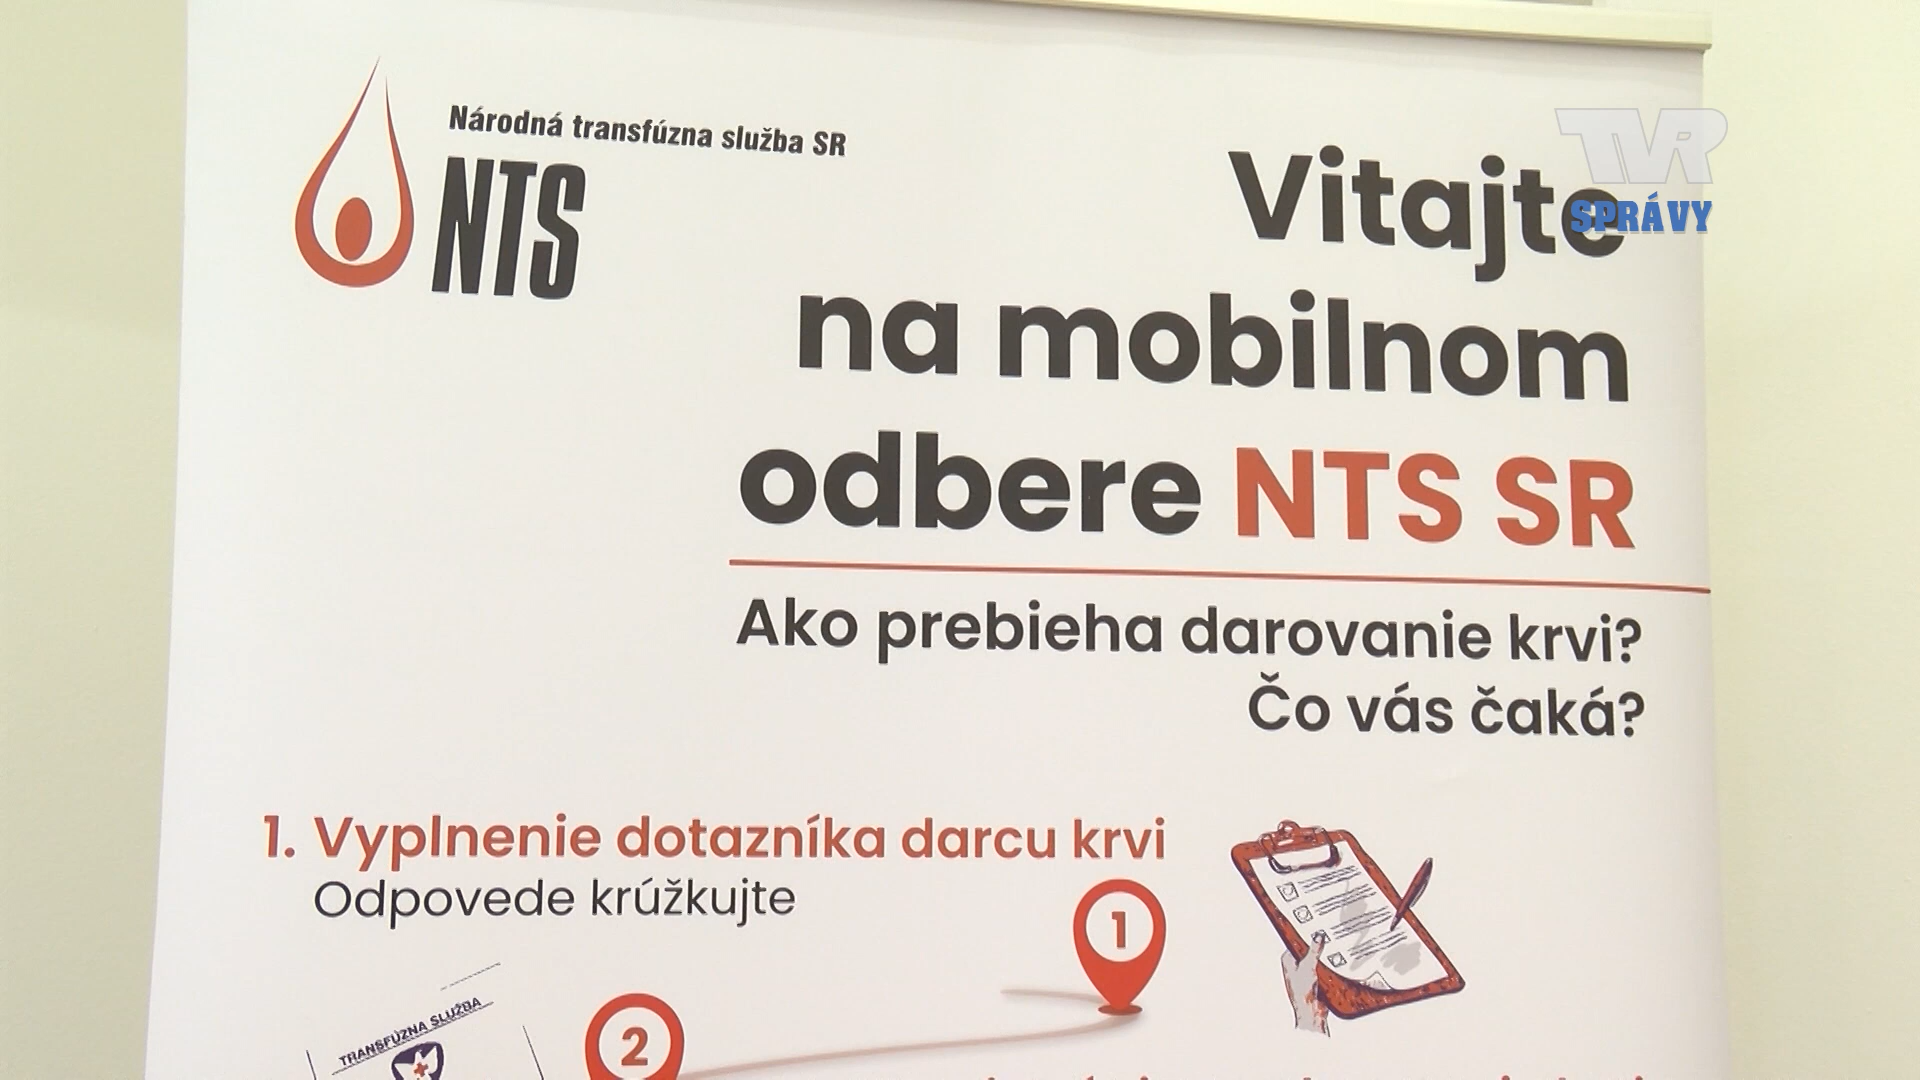 Národná transfúzna služba SR
NTS
TVR
SPRÁVY
Vitajte
na mobilnom
odbere NTS SR
Ako prebieha darovanie krvi?
Čo vás čaká?
1. Vyplnenie dotazníka darcu krvi
Odpovede krúžkujte
1
2
TRANSFÚZNA SLUŽBA